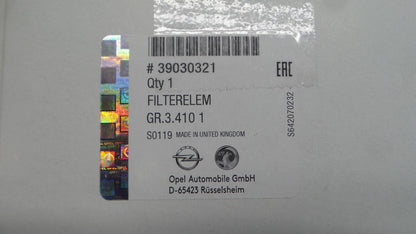 # 39030321
EAC
Qty 1
FILTERELEM
GR.3.410 1
S0119 MADE IN UNITED KINGDOM
S642070232
Opel Automobile GmbH
D-65423 Rüsselsheim